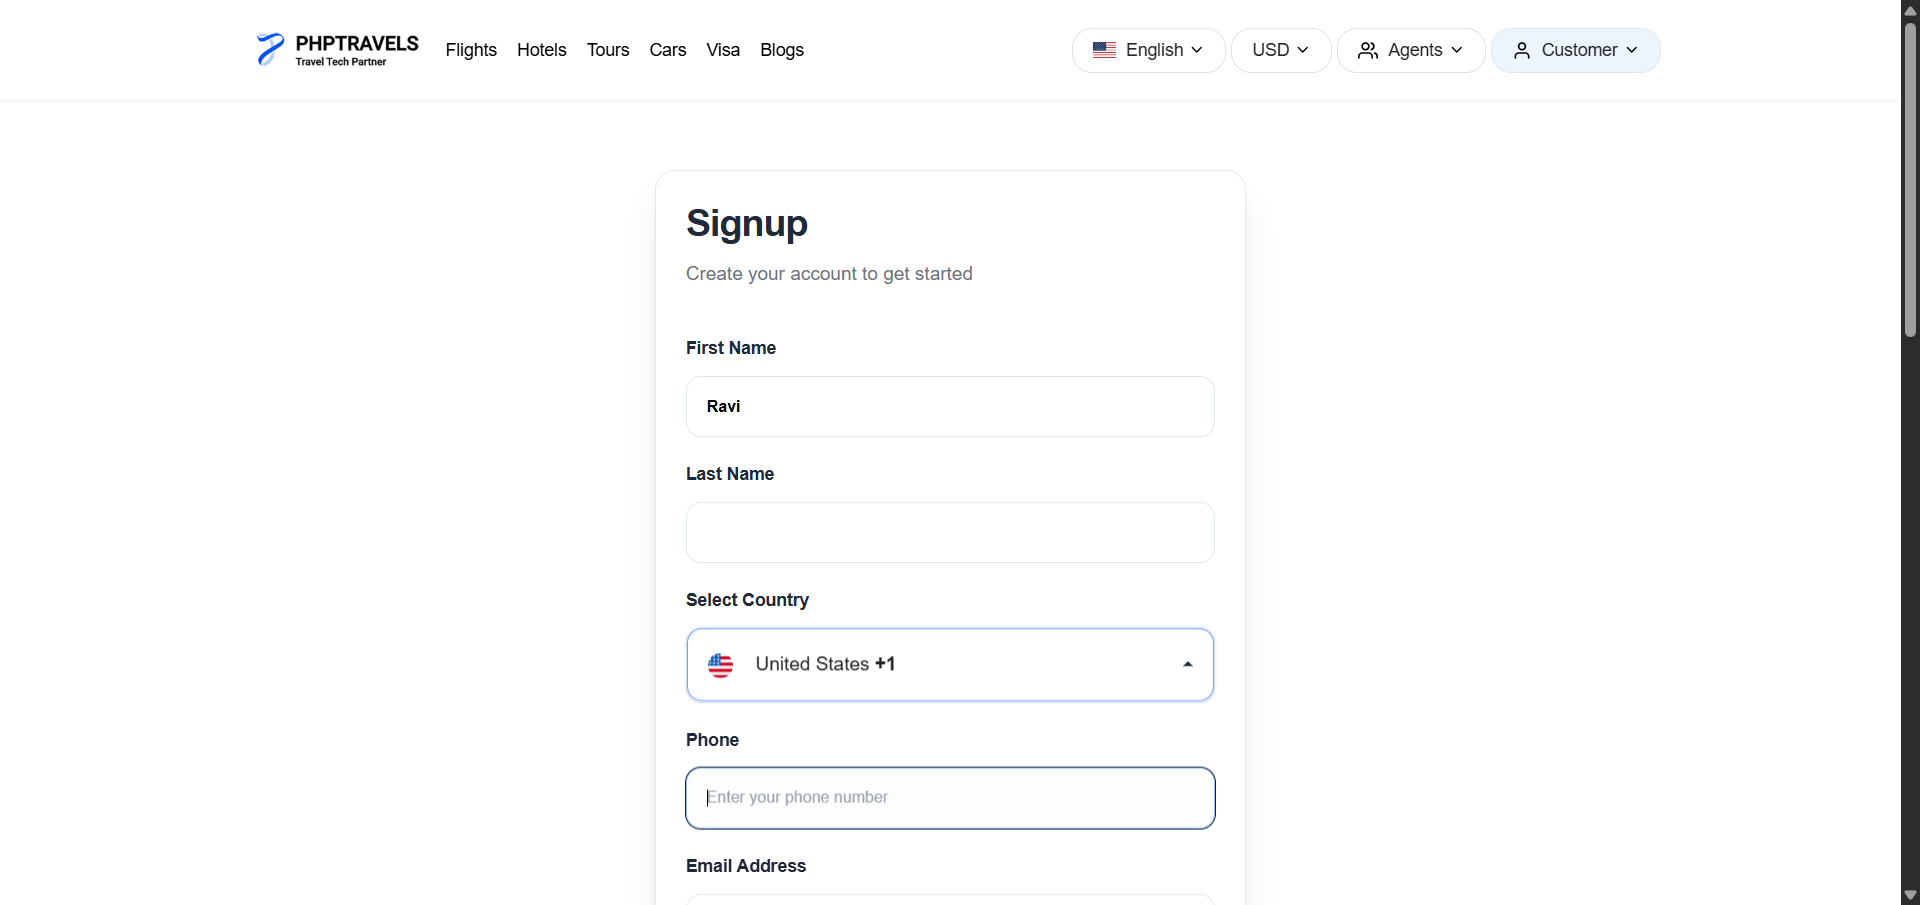 PHPTRAVELS
Travel Tech Partner
Flights Hotels Tours Cars Visa Blogs
English USD Agents Customer
Signup
Create your account to get started
First Name
Ravi
Last Name
Select Country
United States +1
Phone
Enter your phone number
Email Address